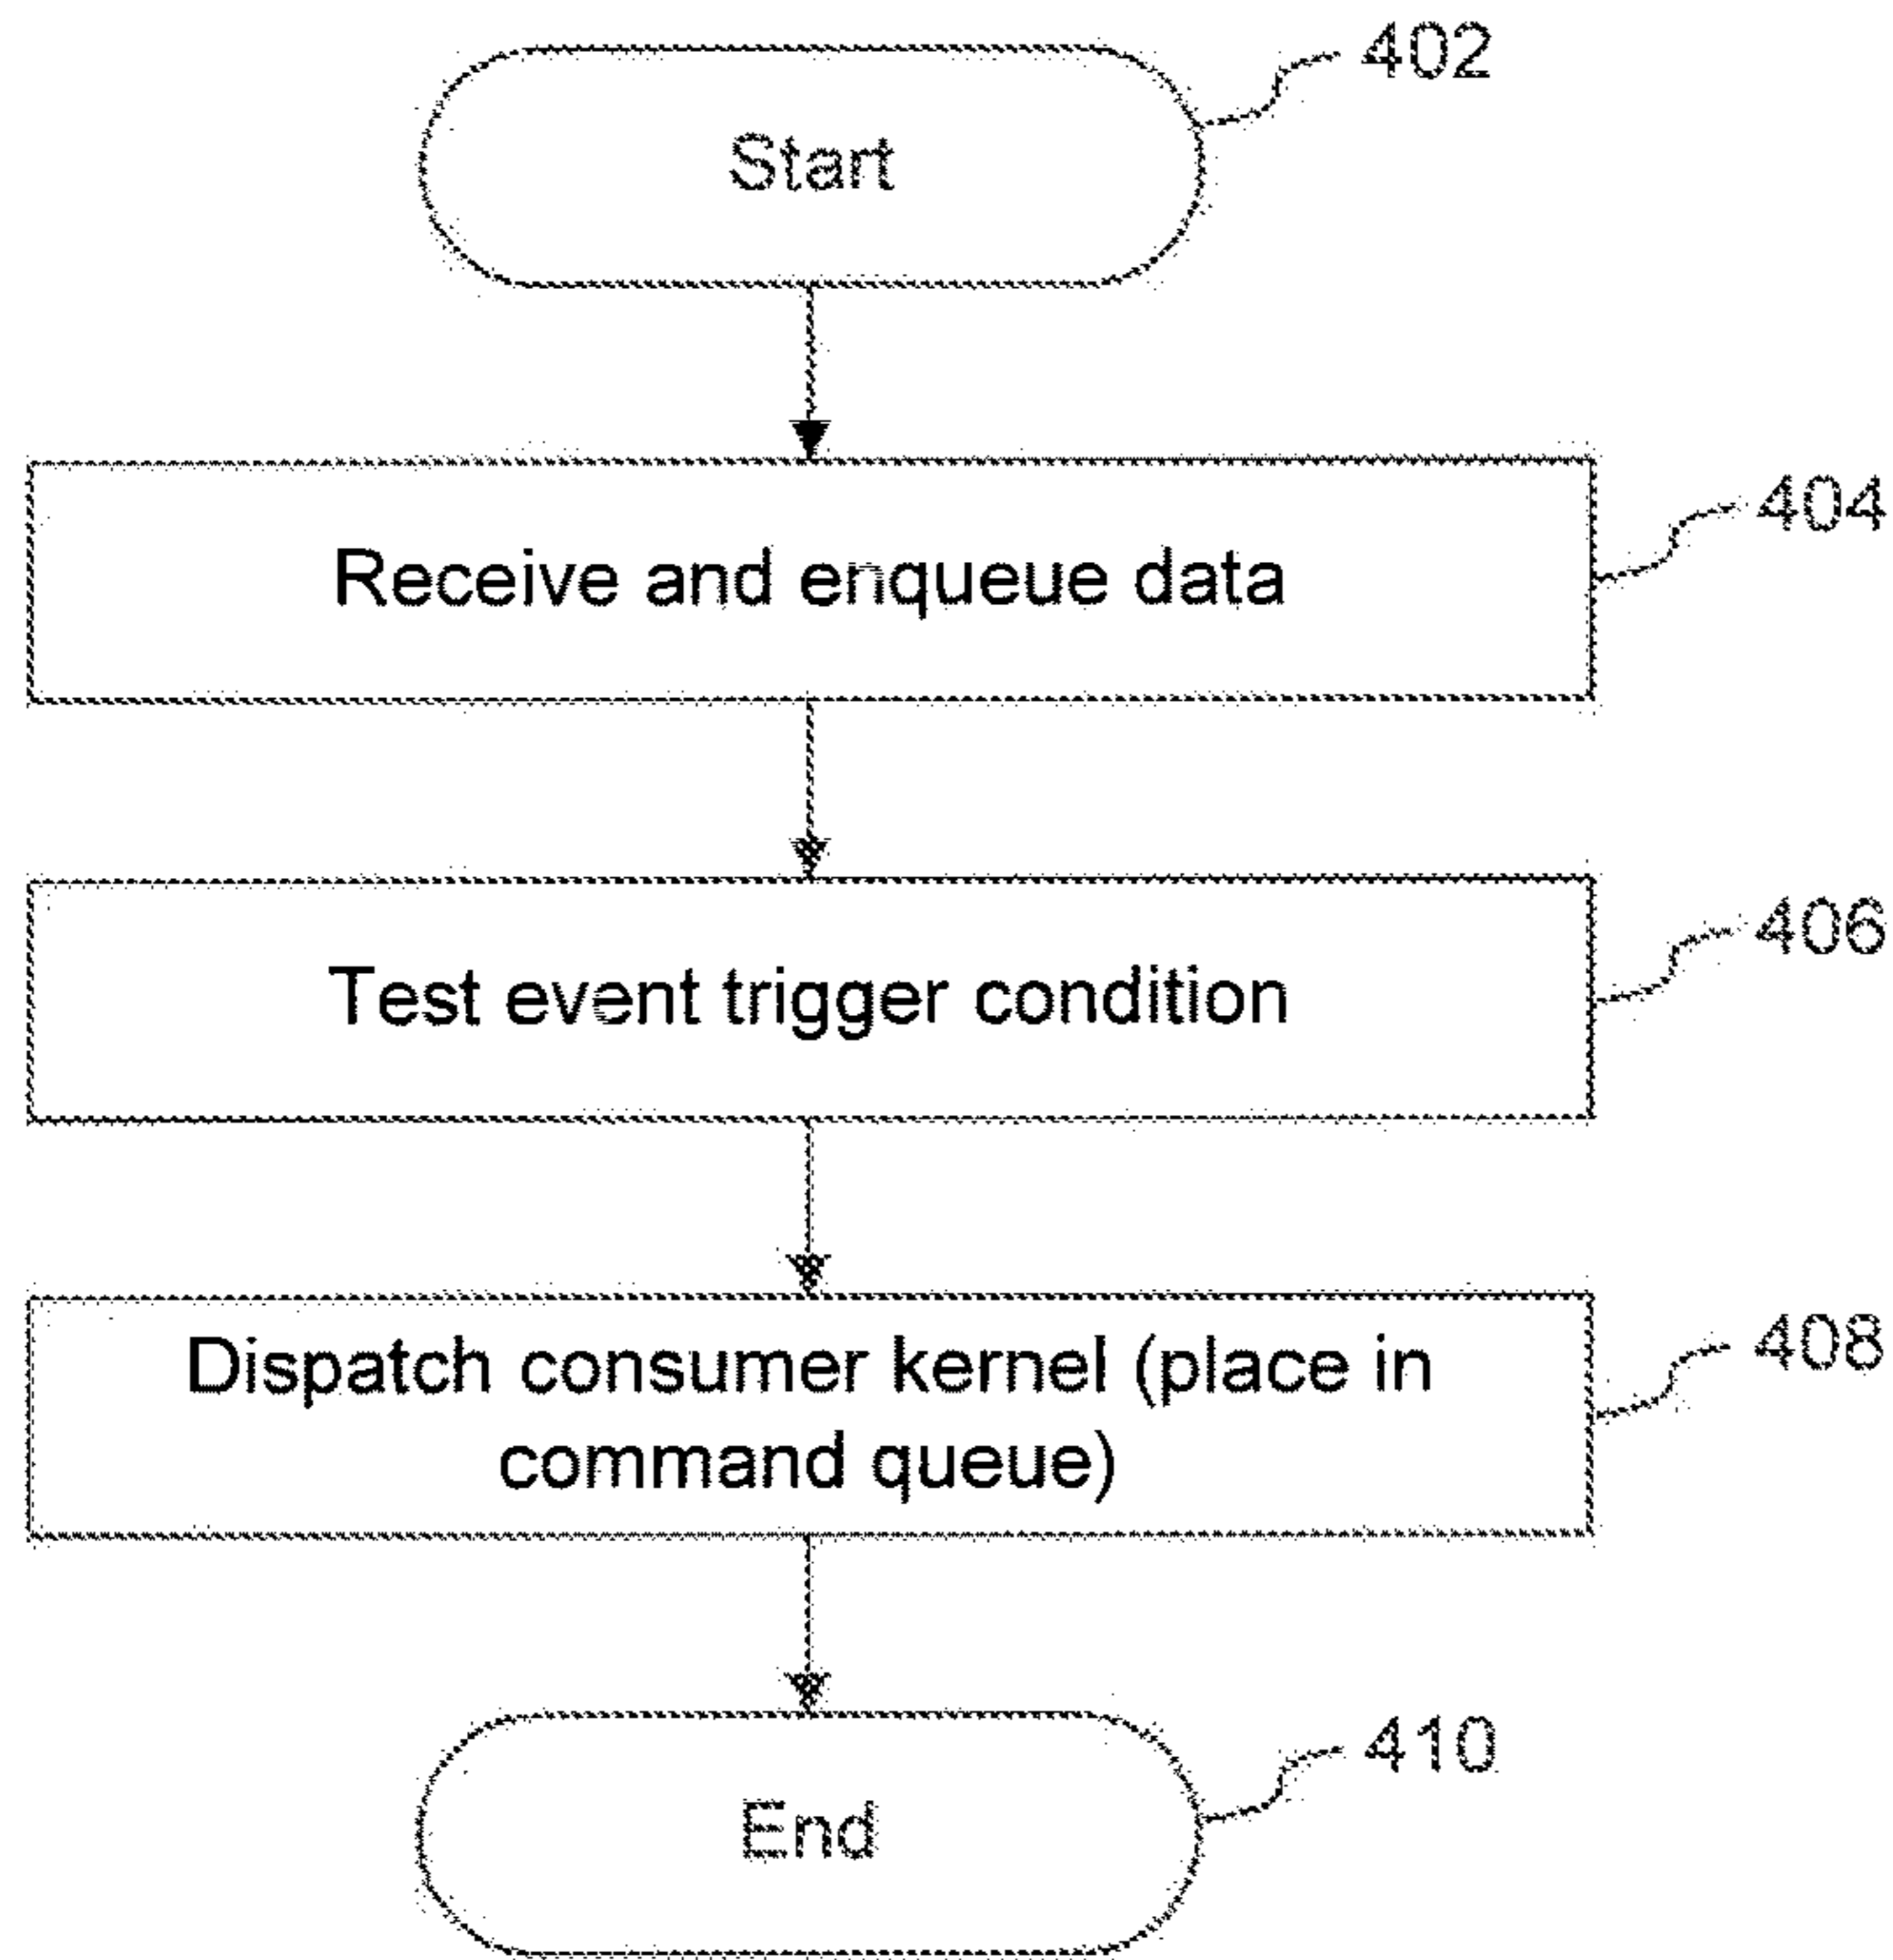 402
Start
404
Receive and enqueue data
406
Test event trigger condition
408
Dispatch consumer kernel (place in
command queue)
410
End